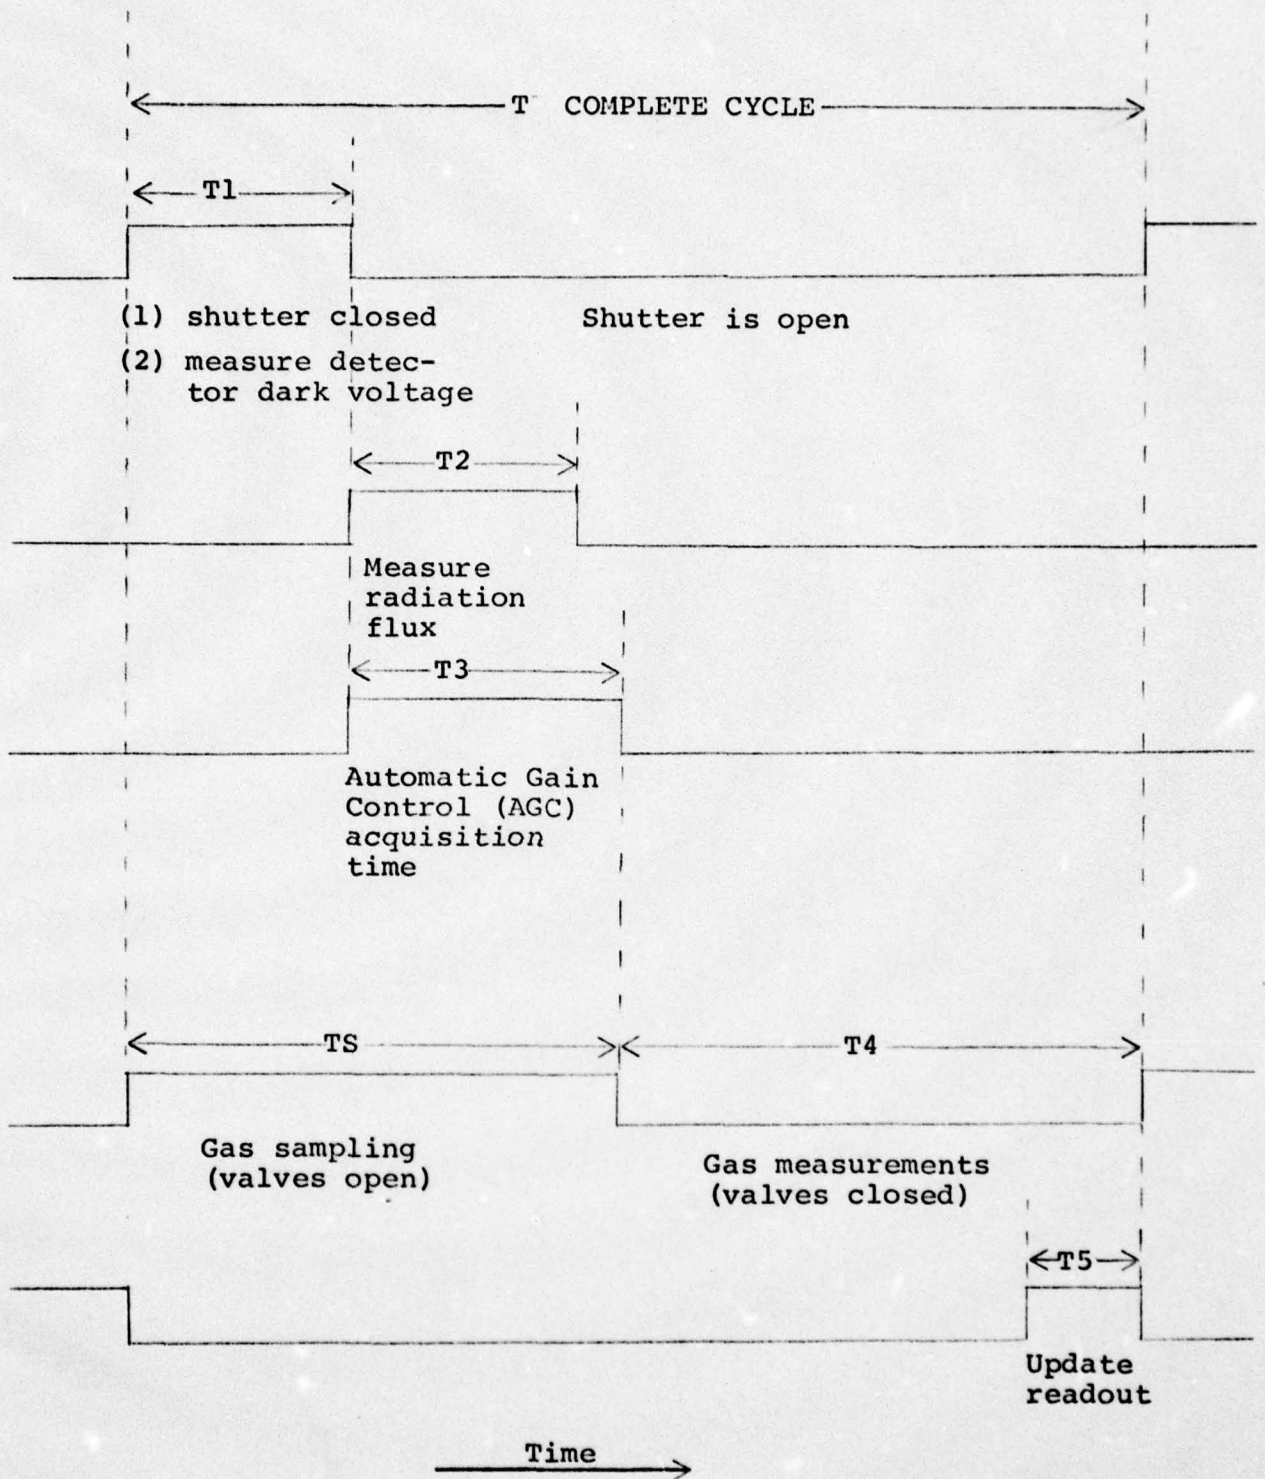 T COMPLETE CYCLE
T1
(1) shutter closed
Shutter is open
(2) measure detec-
tor dark voltage
T2
Measure
radiation
flux
T3
Automatic Gain
Control (AGC)
acquisition
time
TS
T4
Gas sampling
(valves open)
Gas measurements
(valves closed)
T5
Update
readout
Time